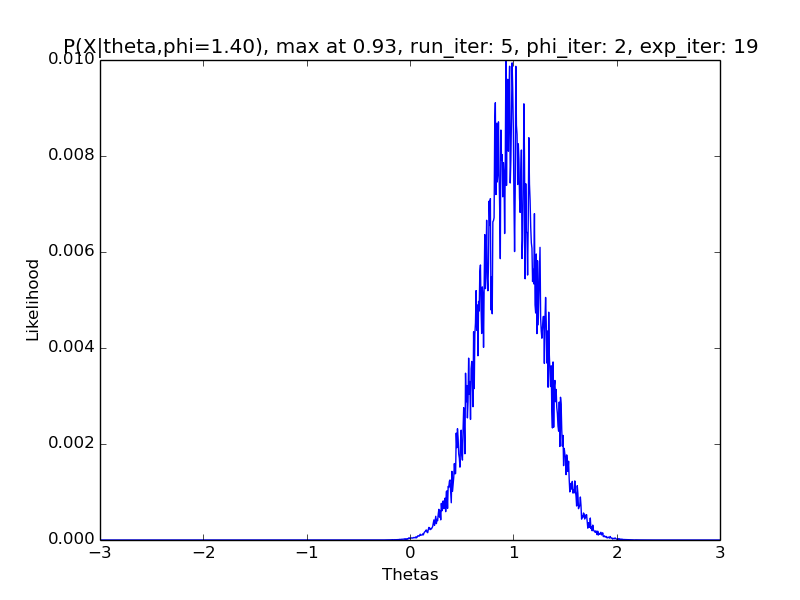 P(X|theta,phi=1.40), max at 0.93, run_iter: 5, phi_iter: 2, exp_iter: 19
0.010
0.008
0.006
0.004
0.002
0.000
Likelihood
−3 −2 −1 0 1 2 3
Thetas